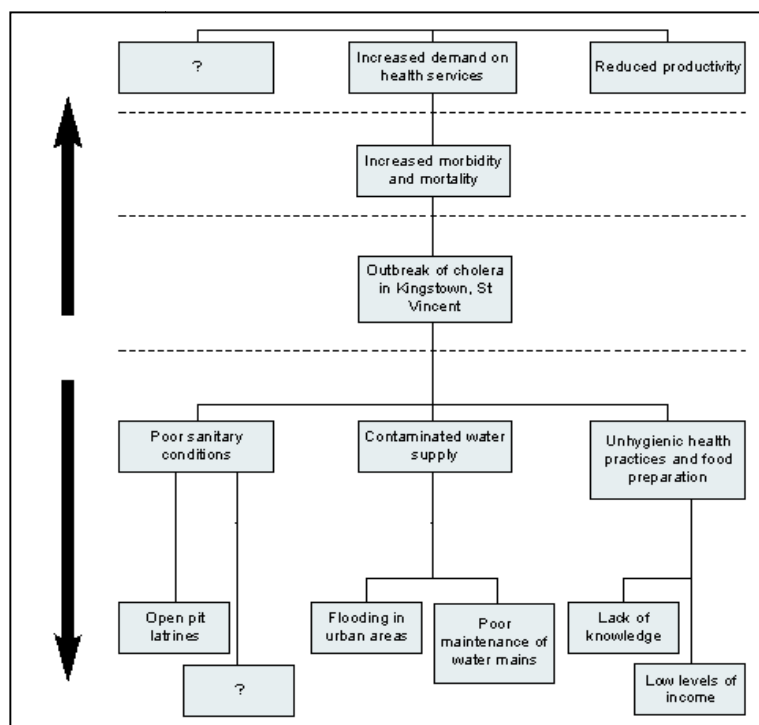 ?
Increased demand on
health services
Reduced productivity
Increased morbidity
and mortality
Outbreak of cholera
in Kingstown, St
Vincent
Poor sanitary
conditions
Contaminated water
supply
Unhygienic health
practices and food
preparation
Open pit
latrines
Flooding in
urban areas
Poor
maintenance of
water mains
Lack of
knowledge
?
Low levels of
income